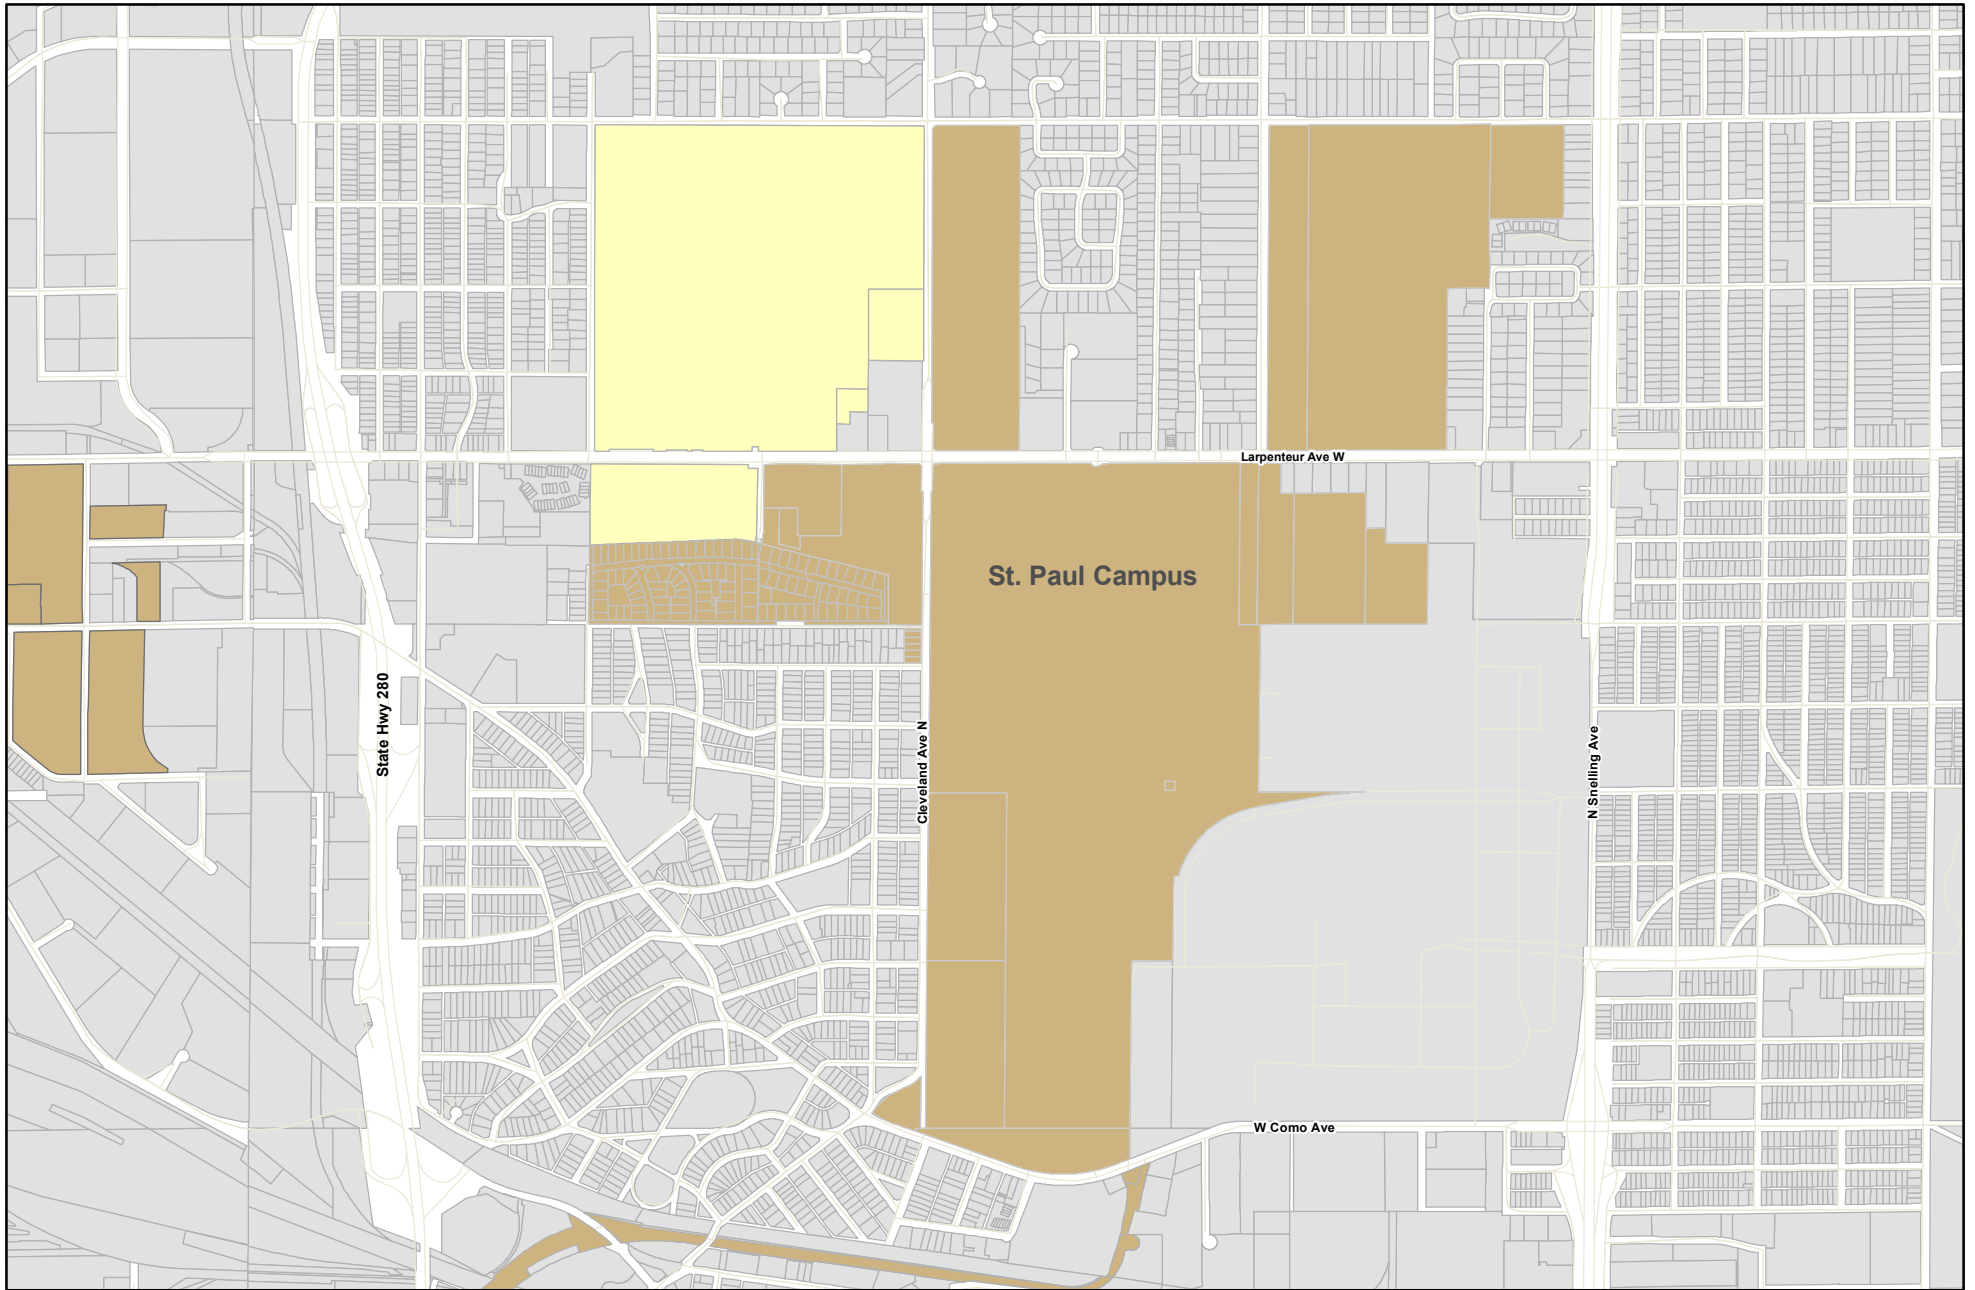 Larpenteur Ave W
St. Paul Campus
State Hwy 280
Cleveland Ave N
N Snelling Ave
W Como Ave